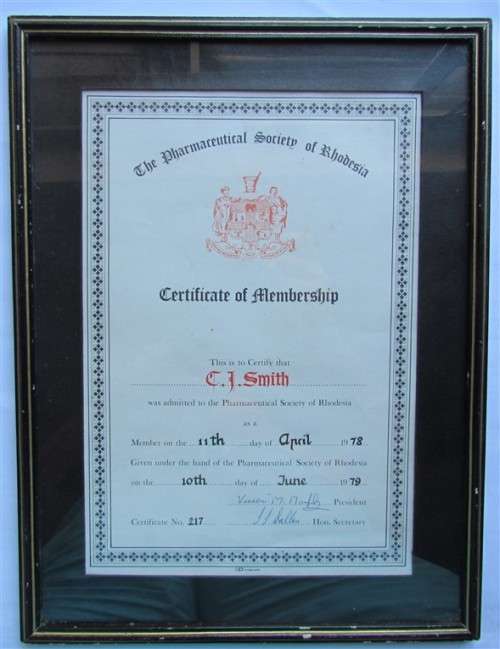 The Pharmaceutical Society of Rhodesia
Certificate of Membership
This is to Certify that
C.J. Smith
was admitted to the Pharmaceutical Society of Rhodesia
as a
Member on the 11th day of April 1978
Given under the hand of the Pharmaceutical Society of Rhodesia
on the 10th day of June 1979
President
Certificate No. 217 Hon. Secretary